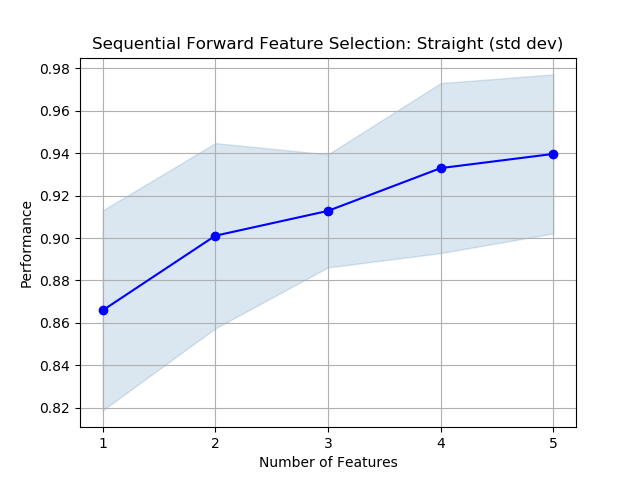 Sequential Forward Feature Selection: Straight (std dev)
0.98
0.96
0.94
0.92
0.90
0.88
0.86
0.84
0.82
Performance
1 2 3 4 5
Number of Features